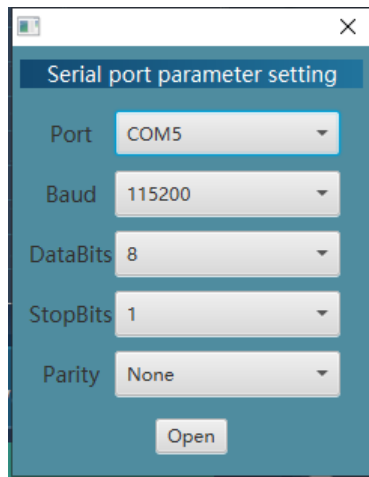 Serial port parameter setting
Port COM5
Baud 115200
DataBits 8
StopBits 1
Parity None
Open